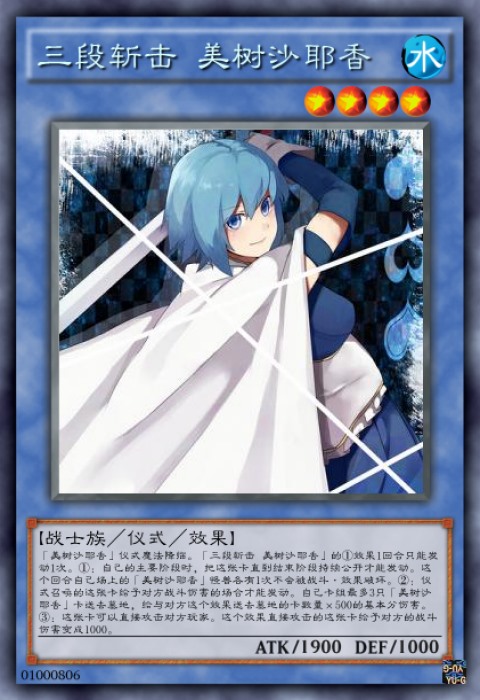 三段斩击 美树沙耶香
水
【战士族／仪式／效果】
「美树沙耶香」仪式魔法降临。「三段斩击 美树沙耶香」的①效果1回合只能发
动1次。①：自己的主要阶段时，把这张卡直到结束阶段持续公开才能发动。这
个回合自己场上的「美树沙耶香」怪兽各有1次不会被战斗·效果破坏。②：仪
式召唤的这张卡给予对方战斗伤害的场合才能发动。自己卡组最多3只「美树沙
耶香」卡送去墓地，给与对方这个效果送去墓地的卡数量×500的基本分伤害。
③：这张卡可以直接攻击对方玩家。这个效果直接攻击的这张卡给予对方的战斗
伤害变成1000。
ATK/1900 DEF/1000
01000806